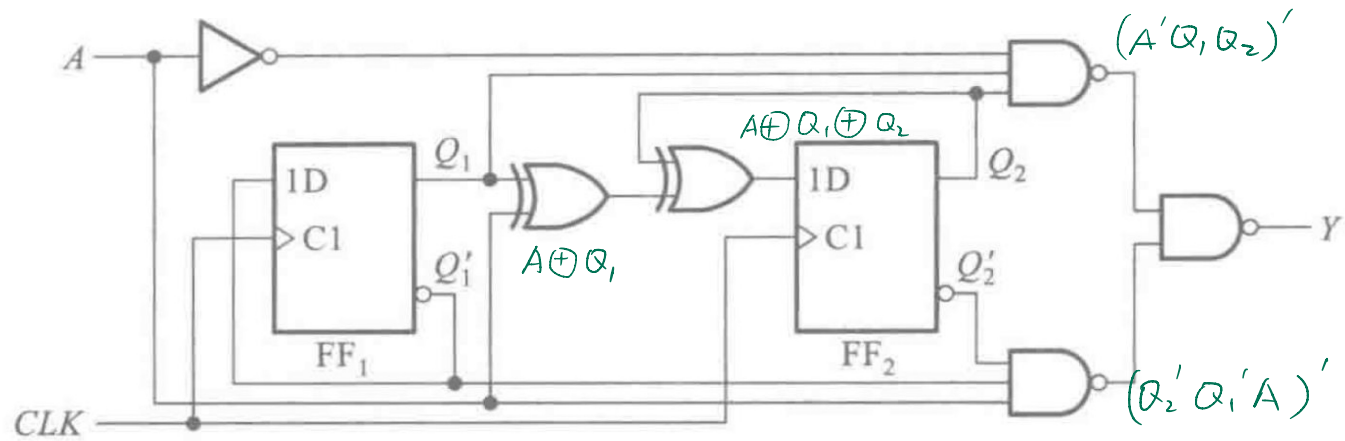 (A'Q₁Q₂)'
A
A⊕Q₁⊕Q₂
Q₁
1D
C1
Q₁'
FF₁
A⊕Q₁
1D
C1
Q₂
Q₂'
FF₂
Y
(Q₂'Q₁'A)'
CLK